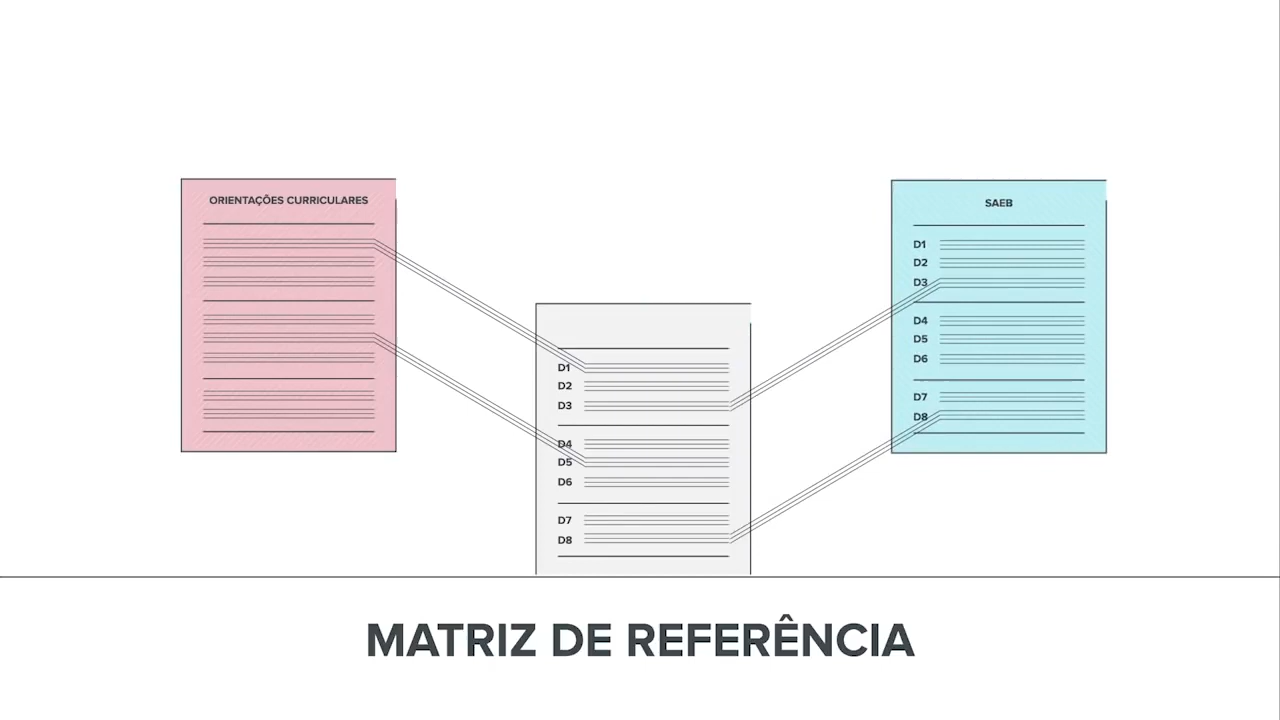 ORIENTAÇÕES CURRICULARES
SAEB
D1
D2
D3
D4
D5
D6
D7
D8
D1
D2
D3
D4
D5
D6
D7
D8
MATRIZ DE REFERÊNCIA